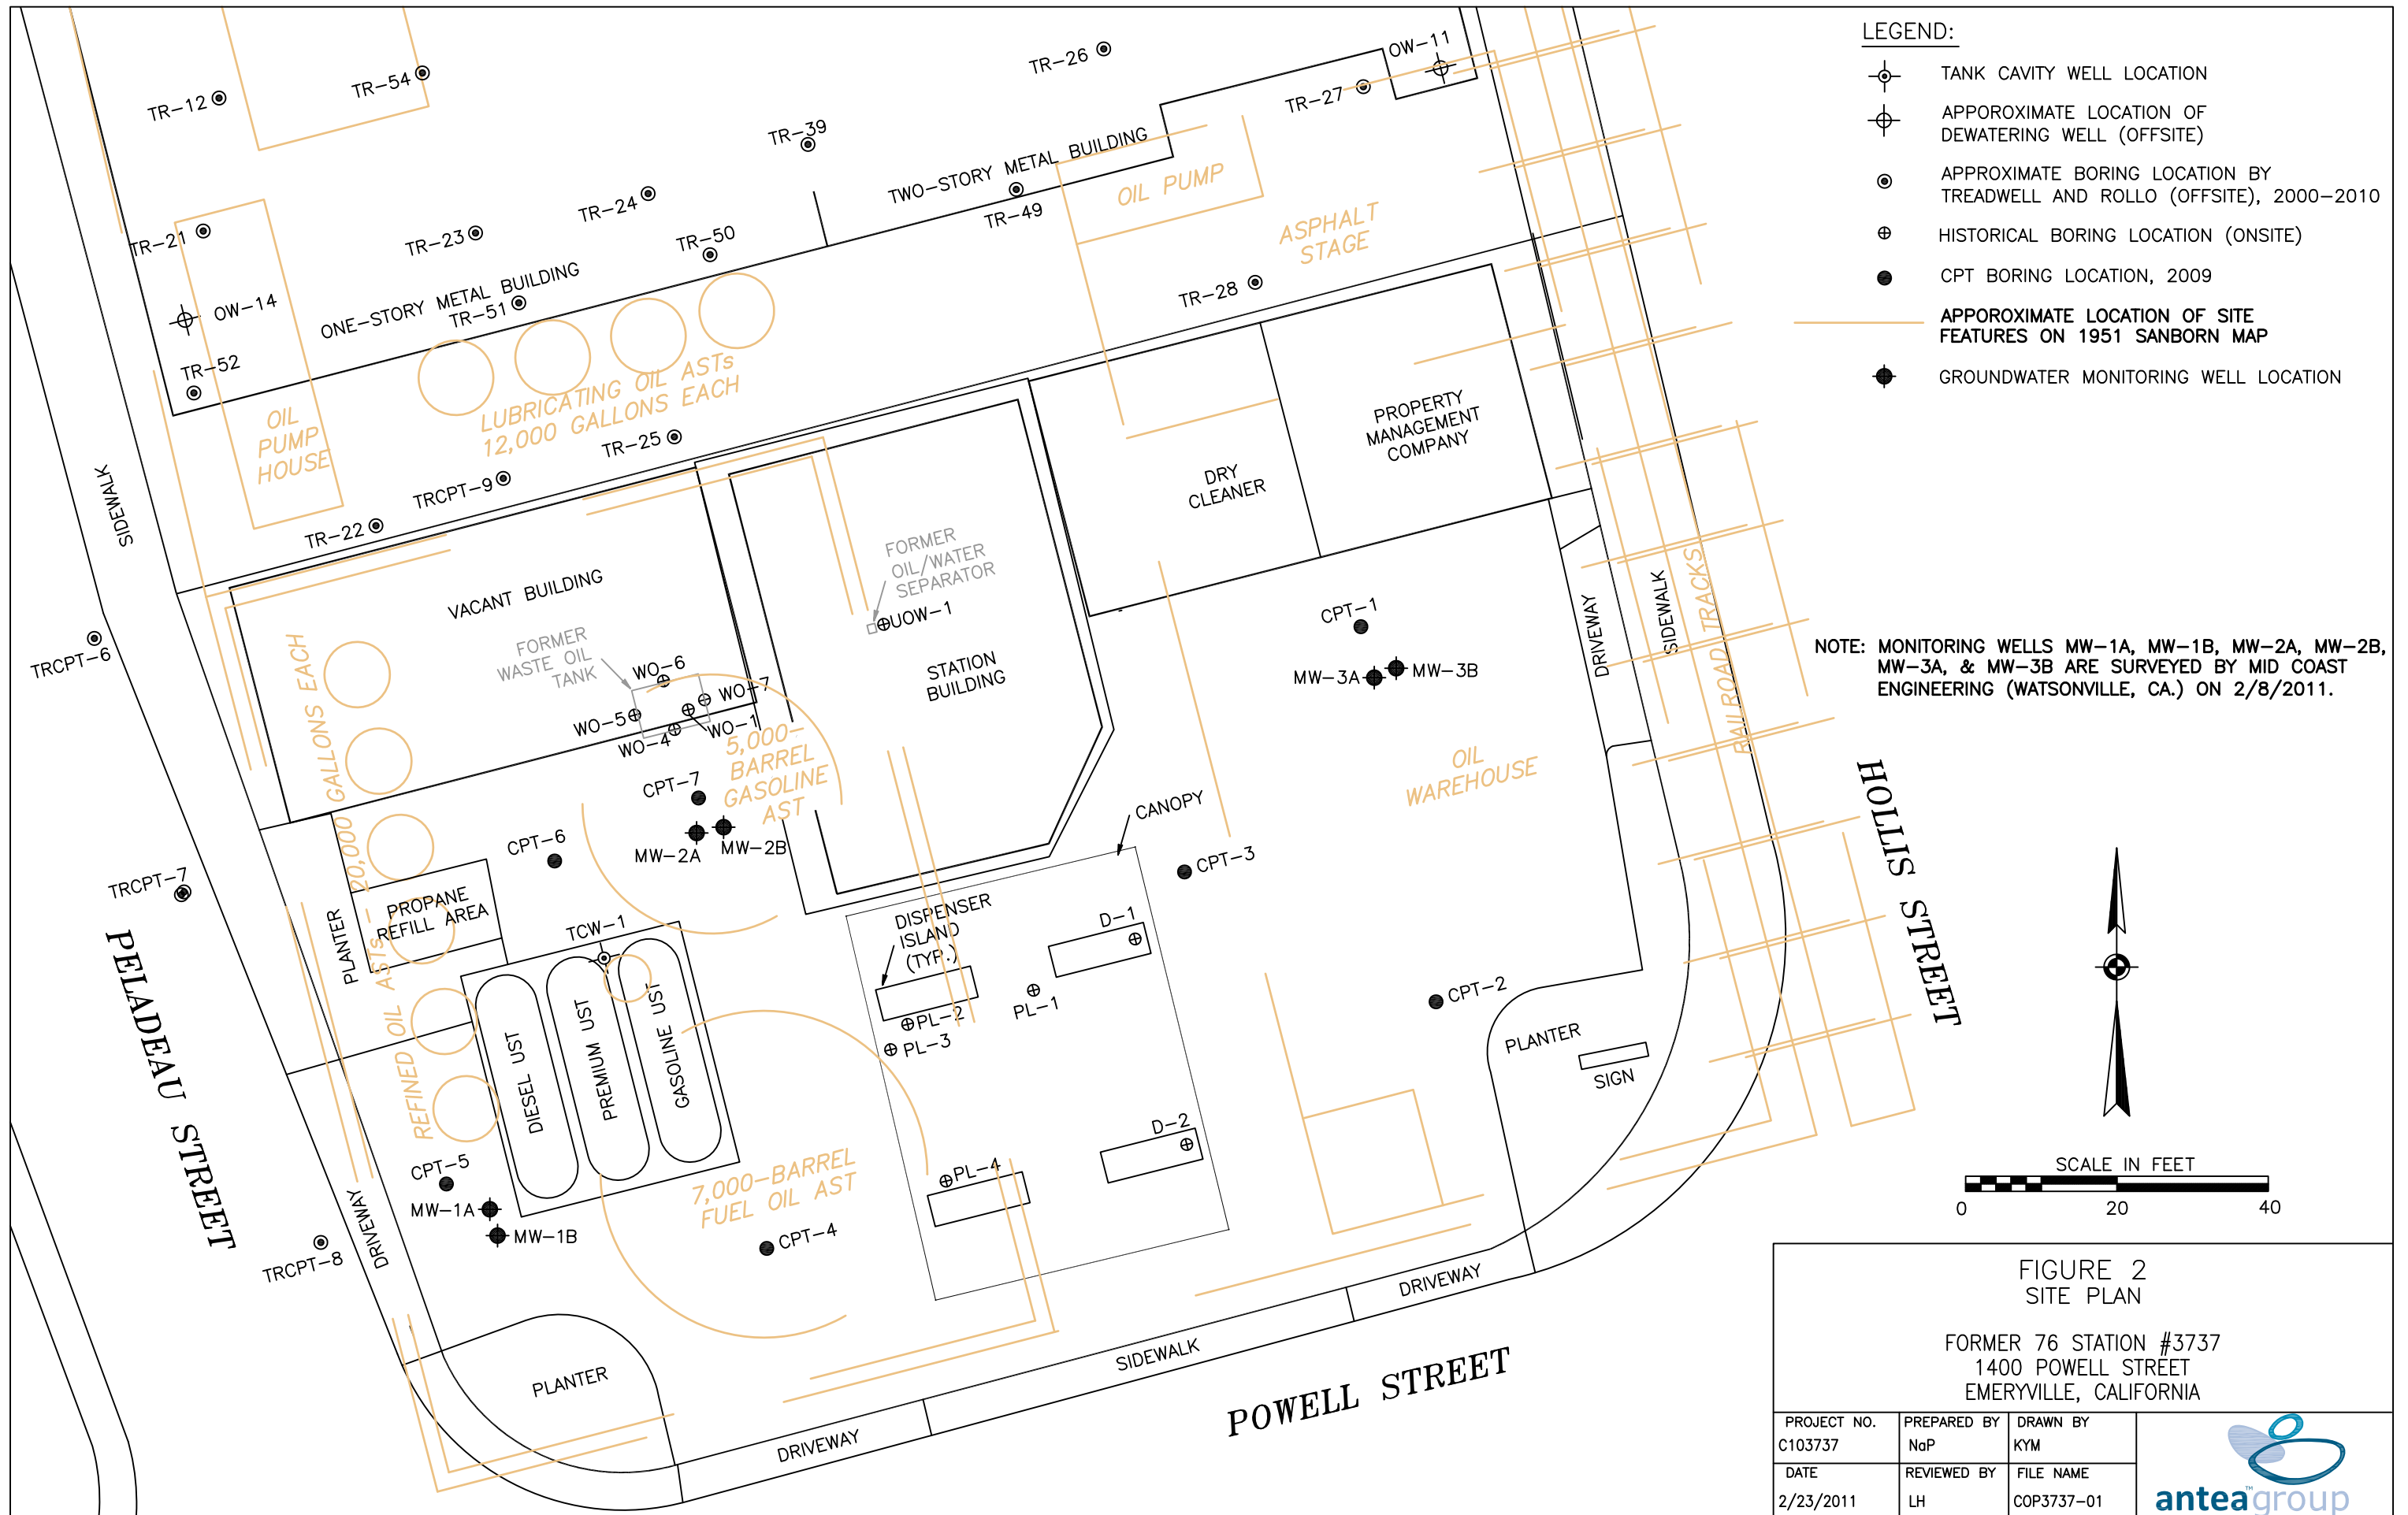 TR-26
OW-11
TR-54
TR-12
TR-27
TR-39
TWO-STORY METAL BUILDING
OIL PUMP
TR-24
TR-49
ASPHALT
STAGE
TR-21
TR-23
TR-50
ONE-STORY METAL BUILDING
TR-28
OW-14
TR-51
TR-52
LUBRICATING OIL ASTs
12,000 GALLONS EACH
OIL
PUMP
HOUSE
TR-25
TRCPT-9
TR-22
SIDEWALK
PROPERTY
MANAGEMENT
COMPANY
DRY
CLEANER
FORMER
OIL/WATER
SEPARATOR
UOW-1
VACANT BUILDING
FORMER
WASTE OIL
TANK
WO-6
WO-7
WO-5
WO-1
WO-4
STATION
BUILDING
CPT-1
MW-3A
MW-3B
DRIVEWAY
SIDEWALK
RAILROAD TRACKS
TRCPT-6
5,000-
BARREL
GASOLINE
AST
CPT-7
MW-2A
MW-2B
CPT-6
OIL
WAREHOUSE
CANOPY
CPT-3
HOLLIS STREET
TRCPT-7
REFINED OIL ASTs - 20,000 GALLONS EACH
PROPANE
REFILL AREA
PLANTER
TCW-1
DISPENSER
ISLAND
(TYP.)
D-1
PL-1
PL-2
PL-3
CPT-2
PLANTER
SIGN
DIESEL UST
PREMIUM UST
GASOLINE UST
PELADEAU STREET
CPT-5
MW-1A
MW-1B
DRIVEWAY
TRCPT-8
7,000-BARREL
FUEL OIL AST
CPT-4
PL-4
D-2
PLANTER
DRIVEWAY
SIDEWALK
DRIVEWAY
POWELL STREET
LEGEND:
TANK CAVITY WELL LOCATION
APPOROXIMATE LOCATION OF
DEWATERING WELL (OFFSITE)
APPROXIMATE BORING LOCATION BY
TREADWELL AND ROLLO (OFFSITE), 2000-2010
HISTORICAL BORING LOCATION (ONSITE)
CPT BORING LOCATION, 2009
APPOROXIMATE LOCATION OF SITE
FEATURES ON 1951 SANBORN MAP
GROUNDWATER MONITORING WELL LOCATION
NOTE: MONITORING WELLS MW-1A, MW-1B, MW-2A, MW-2B,
MW-3A, & MW-3B ARE SURVEYED BY MID COAST
ENGINEERING (WATSONVILLE, CA.) ON 2/8/2011.
SCALE IN FEET
0 20 40
FIGURE 2
SITE PLAN
FORMER 76 STATION #3737
1400 POWELL STREET
EMERYVILLE, CALIFORNIA
PROJECT NO. PREPARED BY DRAWN BY
C103737 NaP KYM
DATE REVIEWED BY FILE NAME
2/23/2011 LH COP3737-01
antea™group